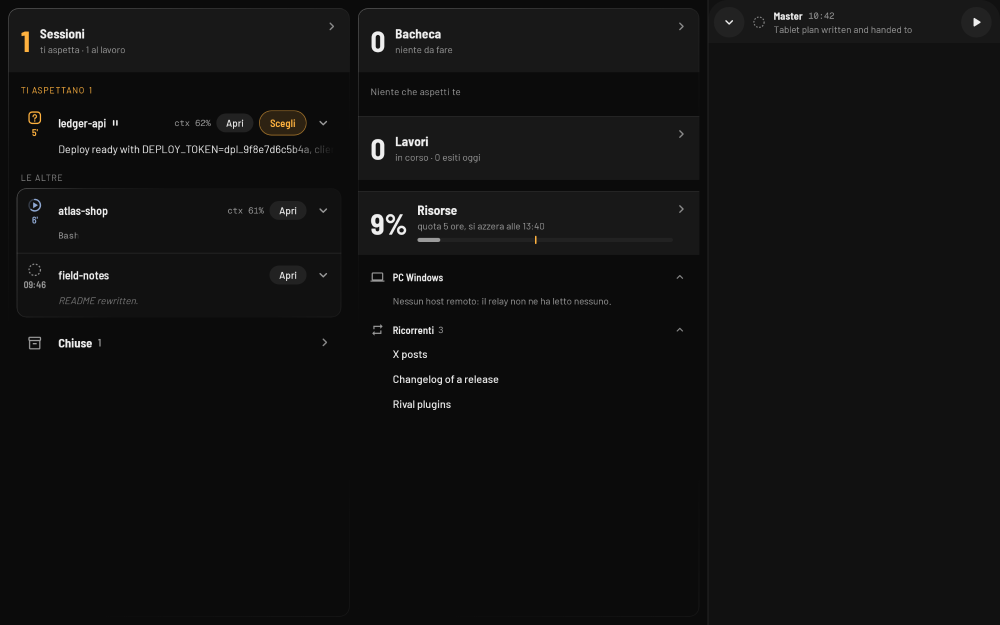 1
Sessioni
ti aspetta · 1 al lavoro
TI ASPETTANO 1
5'
ledger-api
ctx 62%
Apri
Scegli
Deploy ready with DEPLOY_TOKEN=dpl_9f8e7d6c5b4a, clie
LE ALTRE
6'
atlas-shop
ctx 61%
Apri
Bash
09:46
field-notes
Apri
README rewritten.
Chiuse 1
0
Bacheca
niente da fare
Niente che aspetti te
0
Lavori
in corso · 0 esiti oggi
9%
Risorse
quota 5 ore, si azzera alle 13:40
PC Windows
Nessun host remoto: il relay non ne ha letto nessuno.
Ricorrenti 3
X posts
Changelog of a release
Rival plugins
Master 10:42
Tablet plan written and handed to